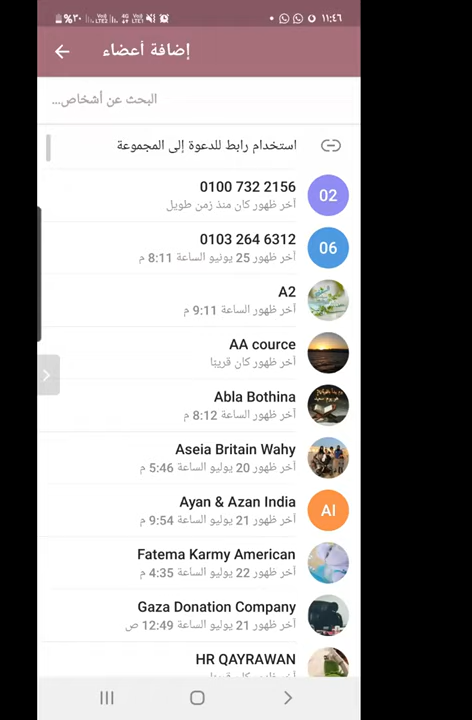 ١١:٤٦
%٣٠
إضافة أعضاء
البحث عن أشخاص...
استخدام رابط للدعوة إلى المجموعة
02
0100 732 2156
آخر ظهور كان منذ زمن طويل
06
0103 264 6312
آخر ظهور 25 يونيو الساعة 8:11 م
A2
آخر ظهور الساعة 9:11 م
AA cource
آخر ظهور كان قريبًا
Abla Bothina
آخر ظهور الساعة 8:12 م
Aseia Britain Wahy
آخر ظهور 20 يوليو الساعة 5:46 م
AI
Ayan & Azan India
آخر ظهور 21 يوليو الساعة 9:54 م
Fatema Karmy American
آخر ظهور 22 يوليو الساعة 4:35 م
Gaza Donation Company
آخر ظهور 21 يوليو الساعة 12:49 ص
HR QAYRAWAN